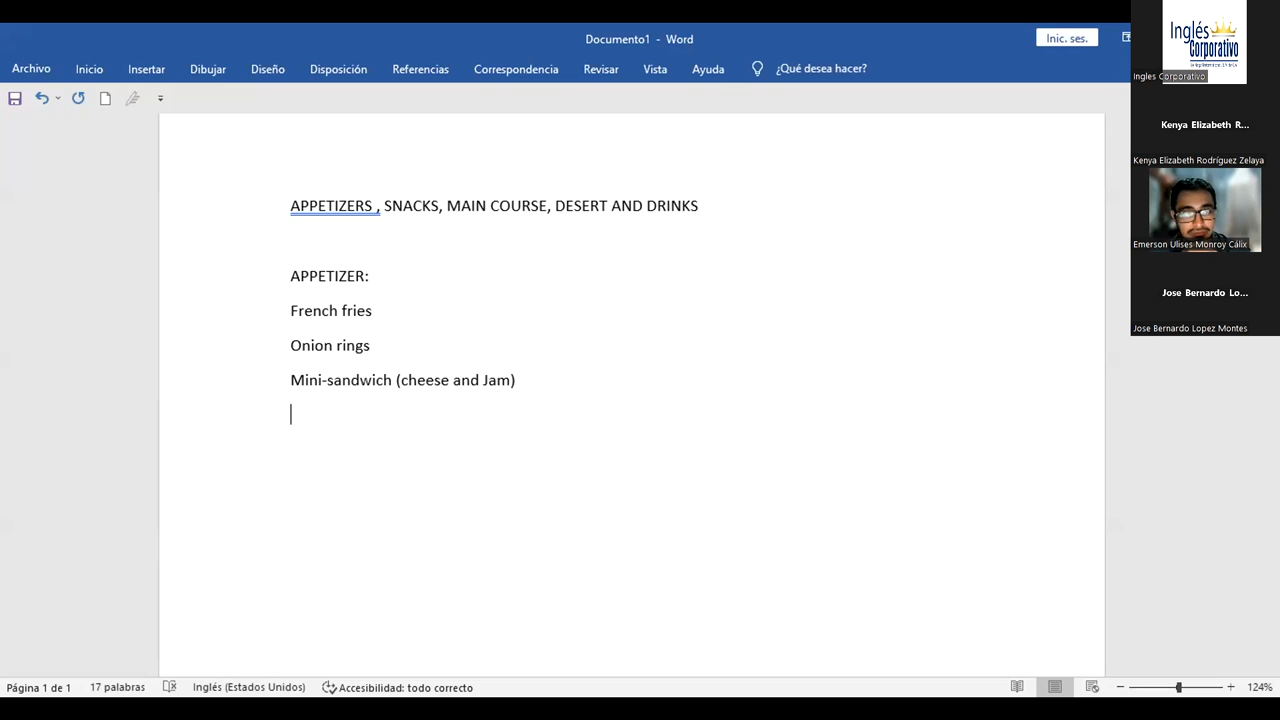 Documento1 - Word
Inic. ses.
Archivo Inicio Insertar Dibujar Diseño Disposición Referencias Correspondencia Revisar Vista Ayuda ¿Qué desea hacer?
APPETIZERS , SNACKS, MAIN COURSE, DESERT AND DRINKS
APPETIZER:
French fries
Onion rings
Mini-sandwich (cheese and Jam)
Página 1 de 1 17 palabras Inglés (Estados Unidos) Accesibilidad: todo correcto 124%
Inglés
Corporativo
Ingles Corporativo
Kenya Elizabeth R...
Kenya Elizabeth Rodríguez Zelaya
Emerson Ulises Monroy Cálix
Jose Bernardo Lo...
Jose Bernardo Lopez Montes